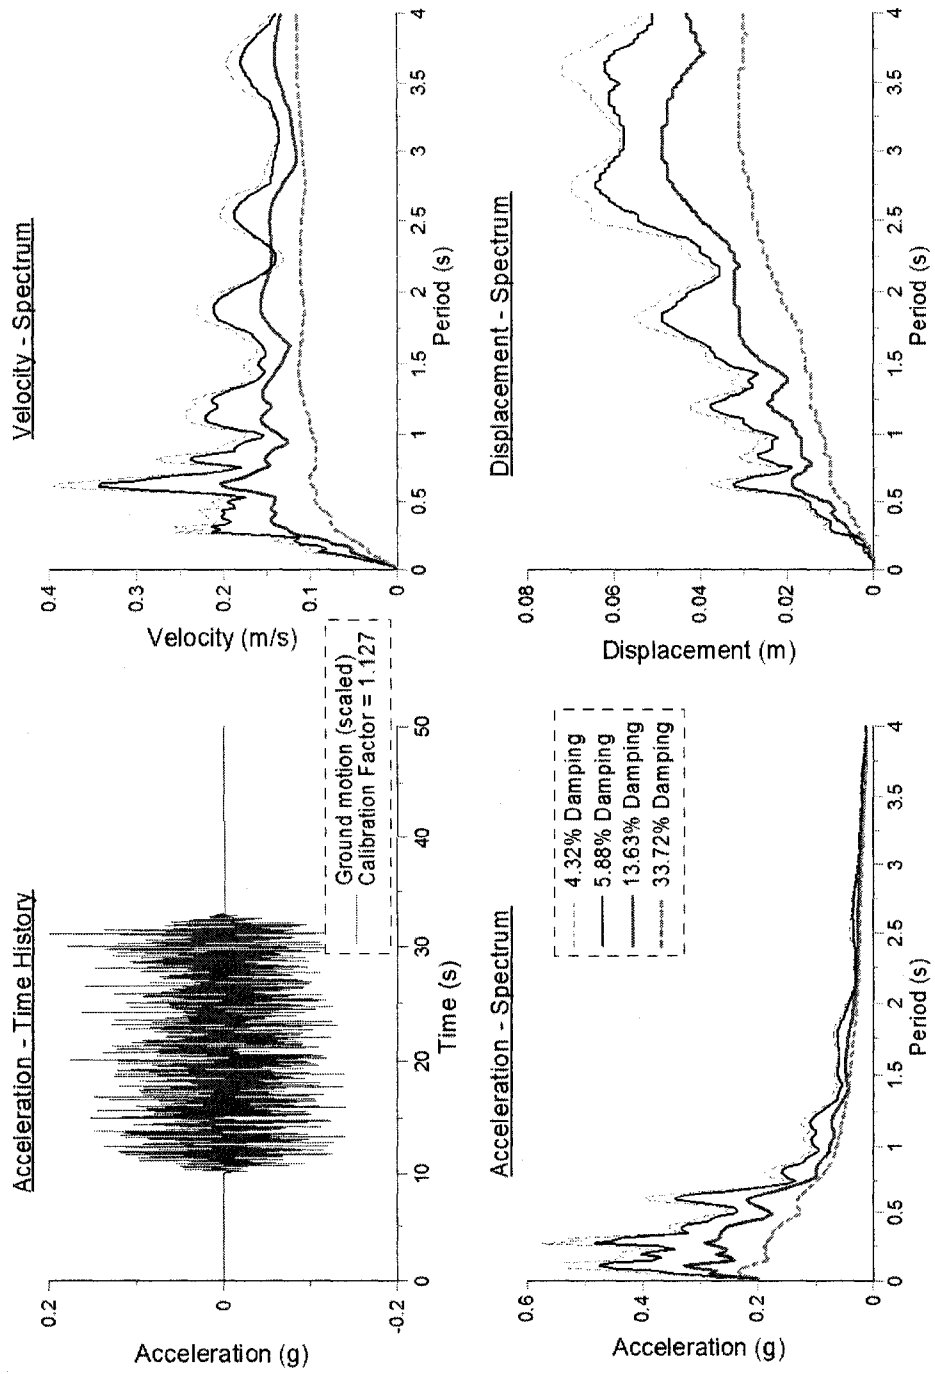 Acceleration - Time History
0.2
0
-0.2
Acceleration (g)
0
10
20
30
40
50
Time (s)
Ground motion (scaled)
Calibration Factor = 1.127
Velocity - Spectrum
0.4
0.3
0.2
0.1
0
Velocity (m/s)
0
0.5
1
1.5
2
2.5
3
3.5
4
Period (s)
Acceleration - Spectrum
0.6
0.4
0.2
0
Acceleration (g)
0
0.5
1
1.5
2
2.5
3
3.5
4
Period (s)
4.32% Damping
5.88% Damping
13.63% Damping
33.72% Damping
Displacement - Spectrum
0.08
0.06
0.04
0.02
0
Displacement (m)
0
0.5
1
1.5
2
2.5
3
3.5
4
Period (s)